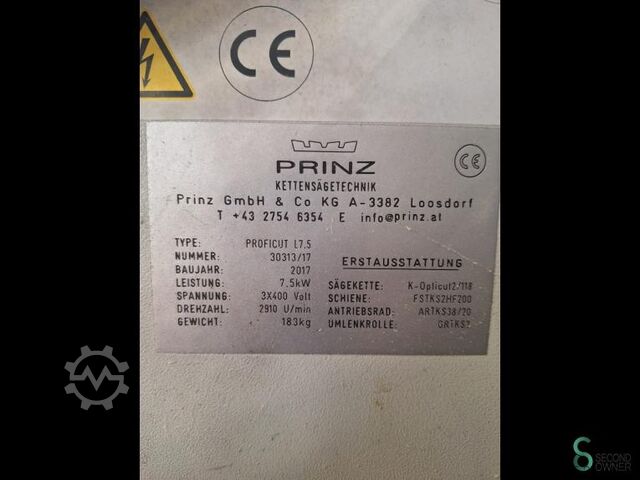 CE
PRINZ
CE
KETTENSÄGETECHNIK
Prinz GmbH & Co KG A-3382 Loosdorf
T +43 2754 6354 E info@prinz.at
TYPE: PROFICUT L7.5
NUMMER: 30313/17
BAUJAHR: 2017
LEISTUNG: 7.5kW
SPANNUNG: 3X400 Volt
DREHZAHL: 2910 U/min
GEWICHT: 183kg
ERSTAUSSTATTUNG
SÄGEKETTE: K-Opticut2/118
SCHIENE: FSTKS2HF200
ANTRIEBSRAD: ARTKS38/20
UMLENKROLLE: GRTKS2
SECOND
OWNER